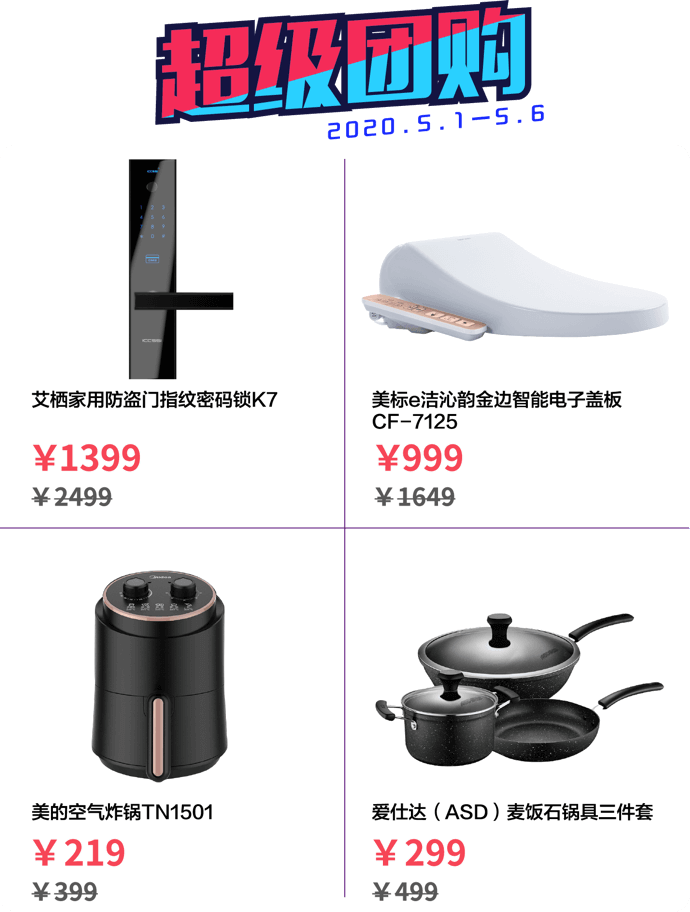 超级团购
2020.5.1—5.6
艾栖家用防盗门指纹密码锁K7
￥1399
￥2499
美标e洁沁韵金边智能电子盖板
CF-7125
￥999
￥1649
Midea
美的空气炸锅TN1501
￥219
￥399
爱仕达（ASD）麦饭石锅具三件套
￥299
￥499